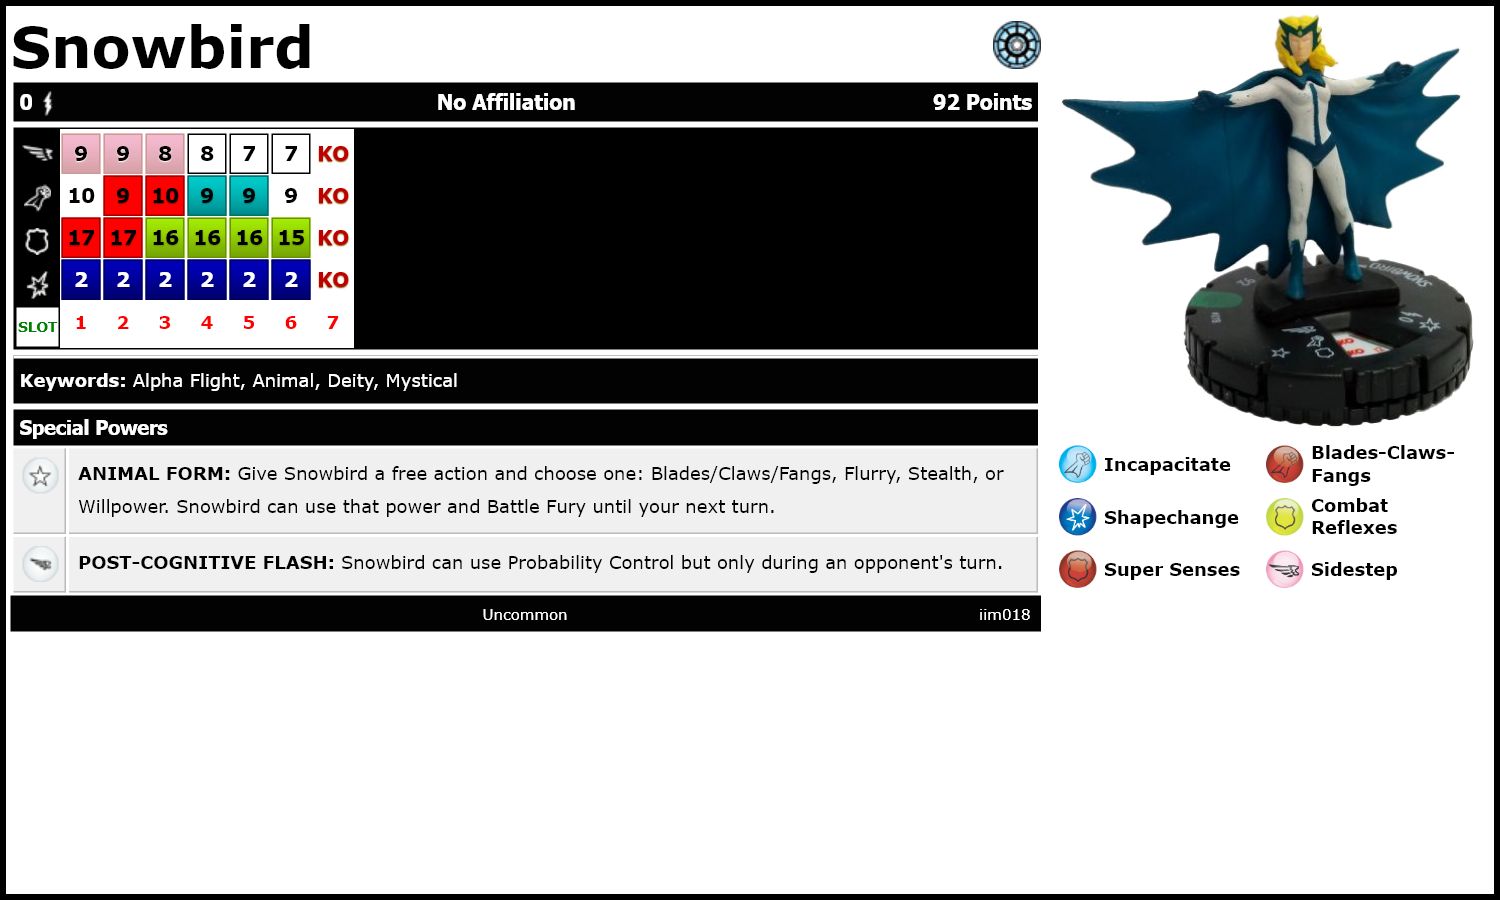 Snowbird
0 No Affiliation 92 Points
9 9 8 8 7 7 KO
10 9 10 9 9 9 KO
17 17 16 16 16 15 KO
2 2 2 2 2 2 KO
SLOT 1 2 3 4 5 6 7
Keywords: Alpha Flight, Animal, Deity, Mystical
Special Powers
ANIMAL FORM: Give Snowbird a free action and choose one: Blades/Claws/Fangs, Flurry, Stealth, or
Willpower. Snowbird can use that power and Battle Fury until your next turn.
POST-COGNITIVE FLASH: Snowbird can use Probability Control but only during an opponent's turn.
Uncommon iim018
SNOWBIRD
KO
KO
Incapacitate
Blades-Claws-
Fangs
Shapechange
Combat
Reflexes
Super Senses
Sidestep